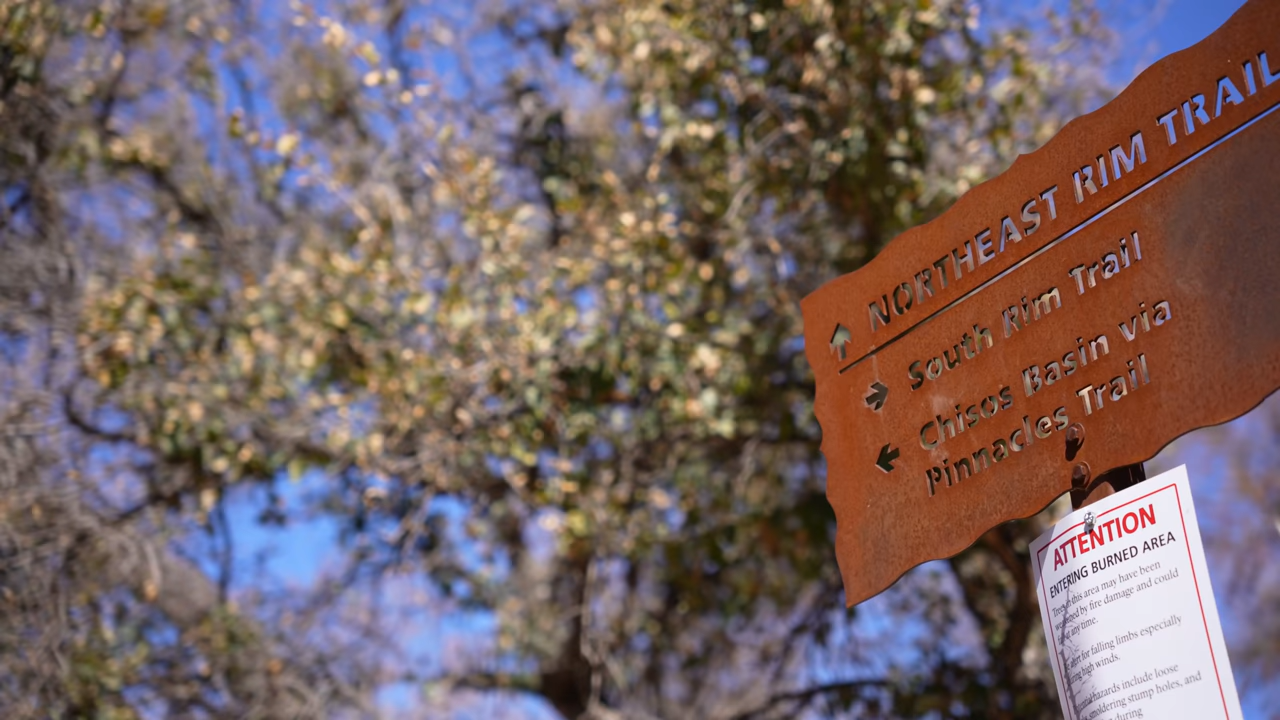 NORTHEAST RIM TRAIL
South Rim Trail
Chisos Basin via
Pinnacles Trail
ATTENTION
ENTERING BURNED AREA
this area may have been
by fire damage and could
any time.
for falling limbs especially
high winds.
hazards include loose
smoldering stump holes, and
during